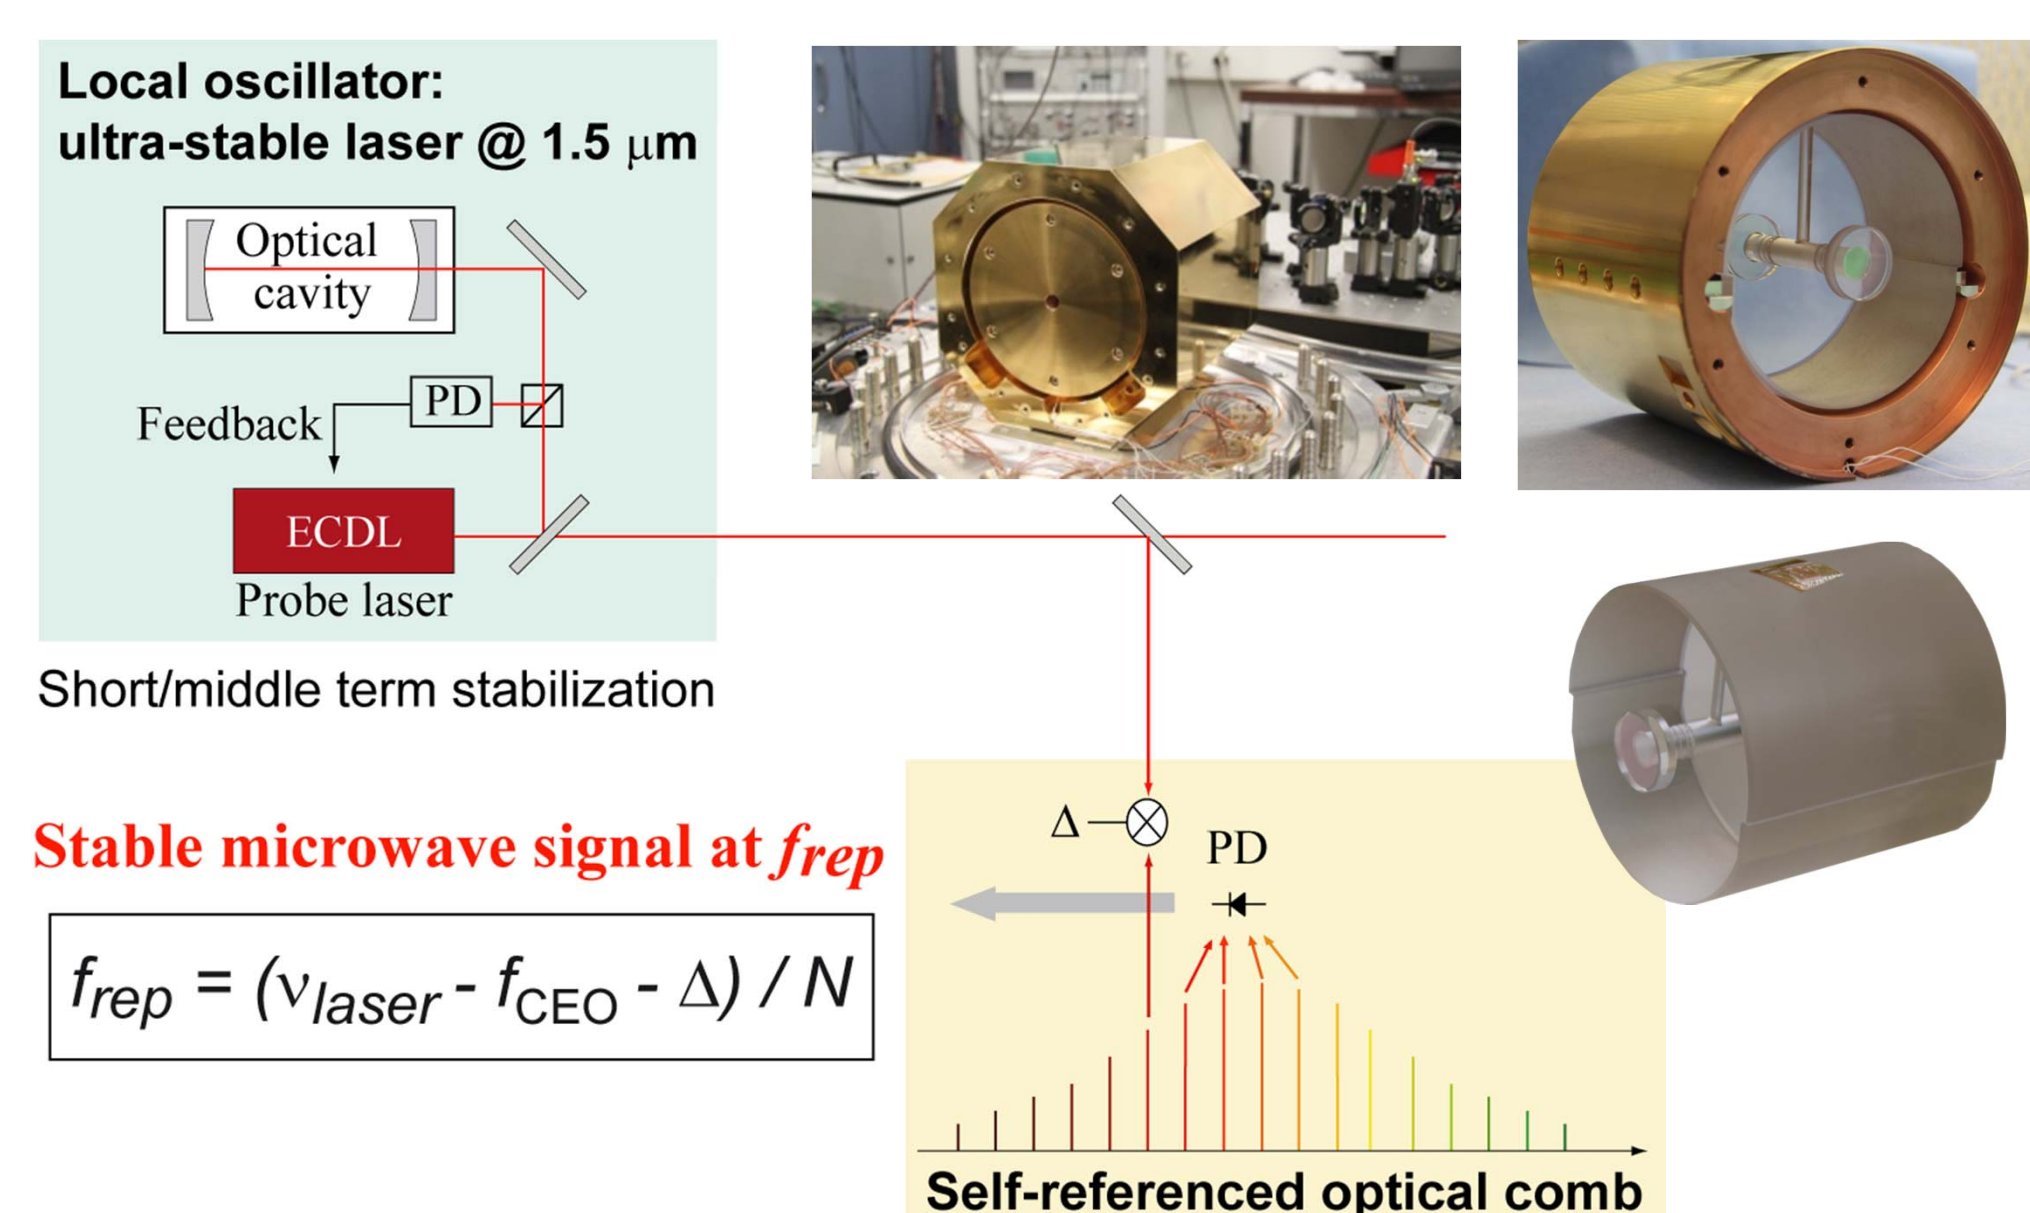 Local oscillator:
ultra-stable laser @ 1.5 μm
Optical
cavity
PD
Feedback
ECDL
Probe laser
Short/middle term stabilization
Stable microwave signal at frep
frep = (νlaser - fCEO - Δ) / N
Δ
PD
Self-referenced optical comb